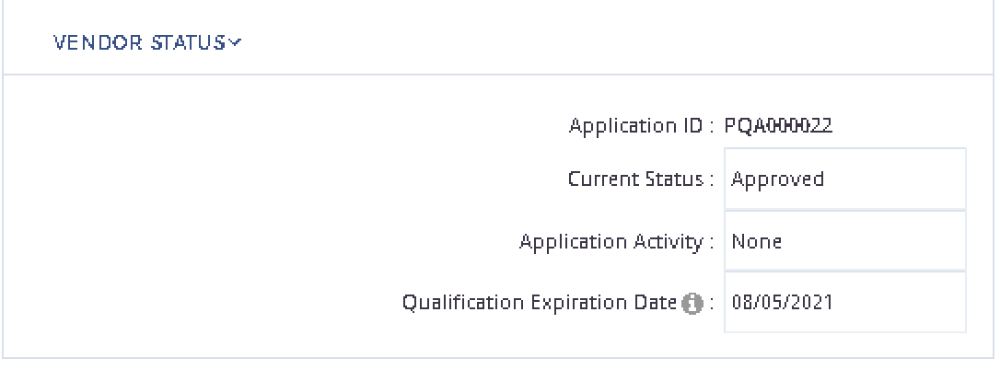 VENDOR STATUS
Application ID : PQA000022
Current Status : Approved
Application Activity : None
Qualification Expiration Date : 08/05/2021